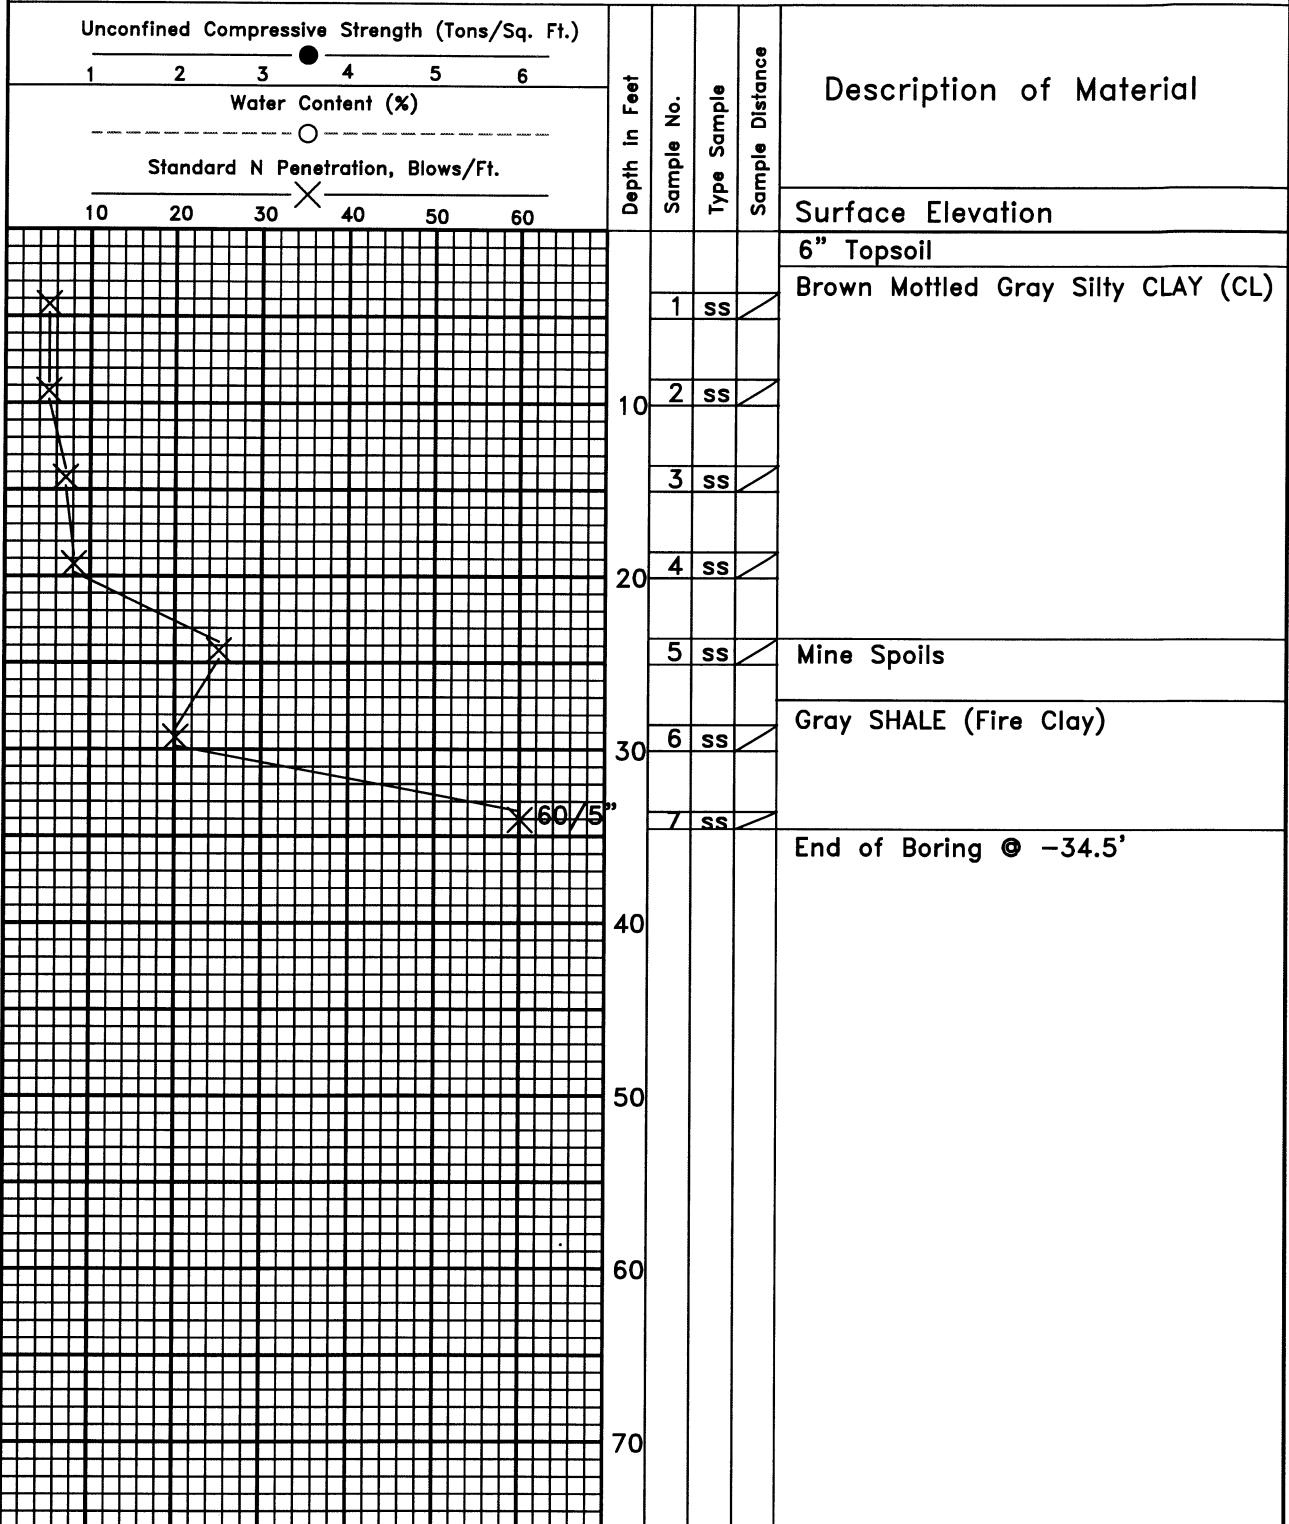 Unconfined Compressive Strength (Tons/Sq. Ft.)
1 2 3 4 5 6
Water Content (%)
Standard N Penetration, Blows/Ft.
10 20 30 40 50 60
Depth in Feet
Sample No.
Type Sample
Sample Distance
Description of Material
Surface Elevation
6” Topsoil
Brown Mottled Gray Silty CLAY (CL)
1 ss
2 ss
10
3 ss
4 ss
20
5 ss Mine Spoils
Gray SHALE (Fire Clay)
6 ss
30
60/5”
7 ss
End of Boring @ −34.5’
40
50
60
70